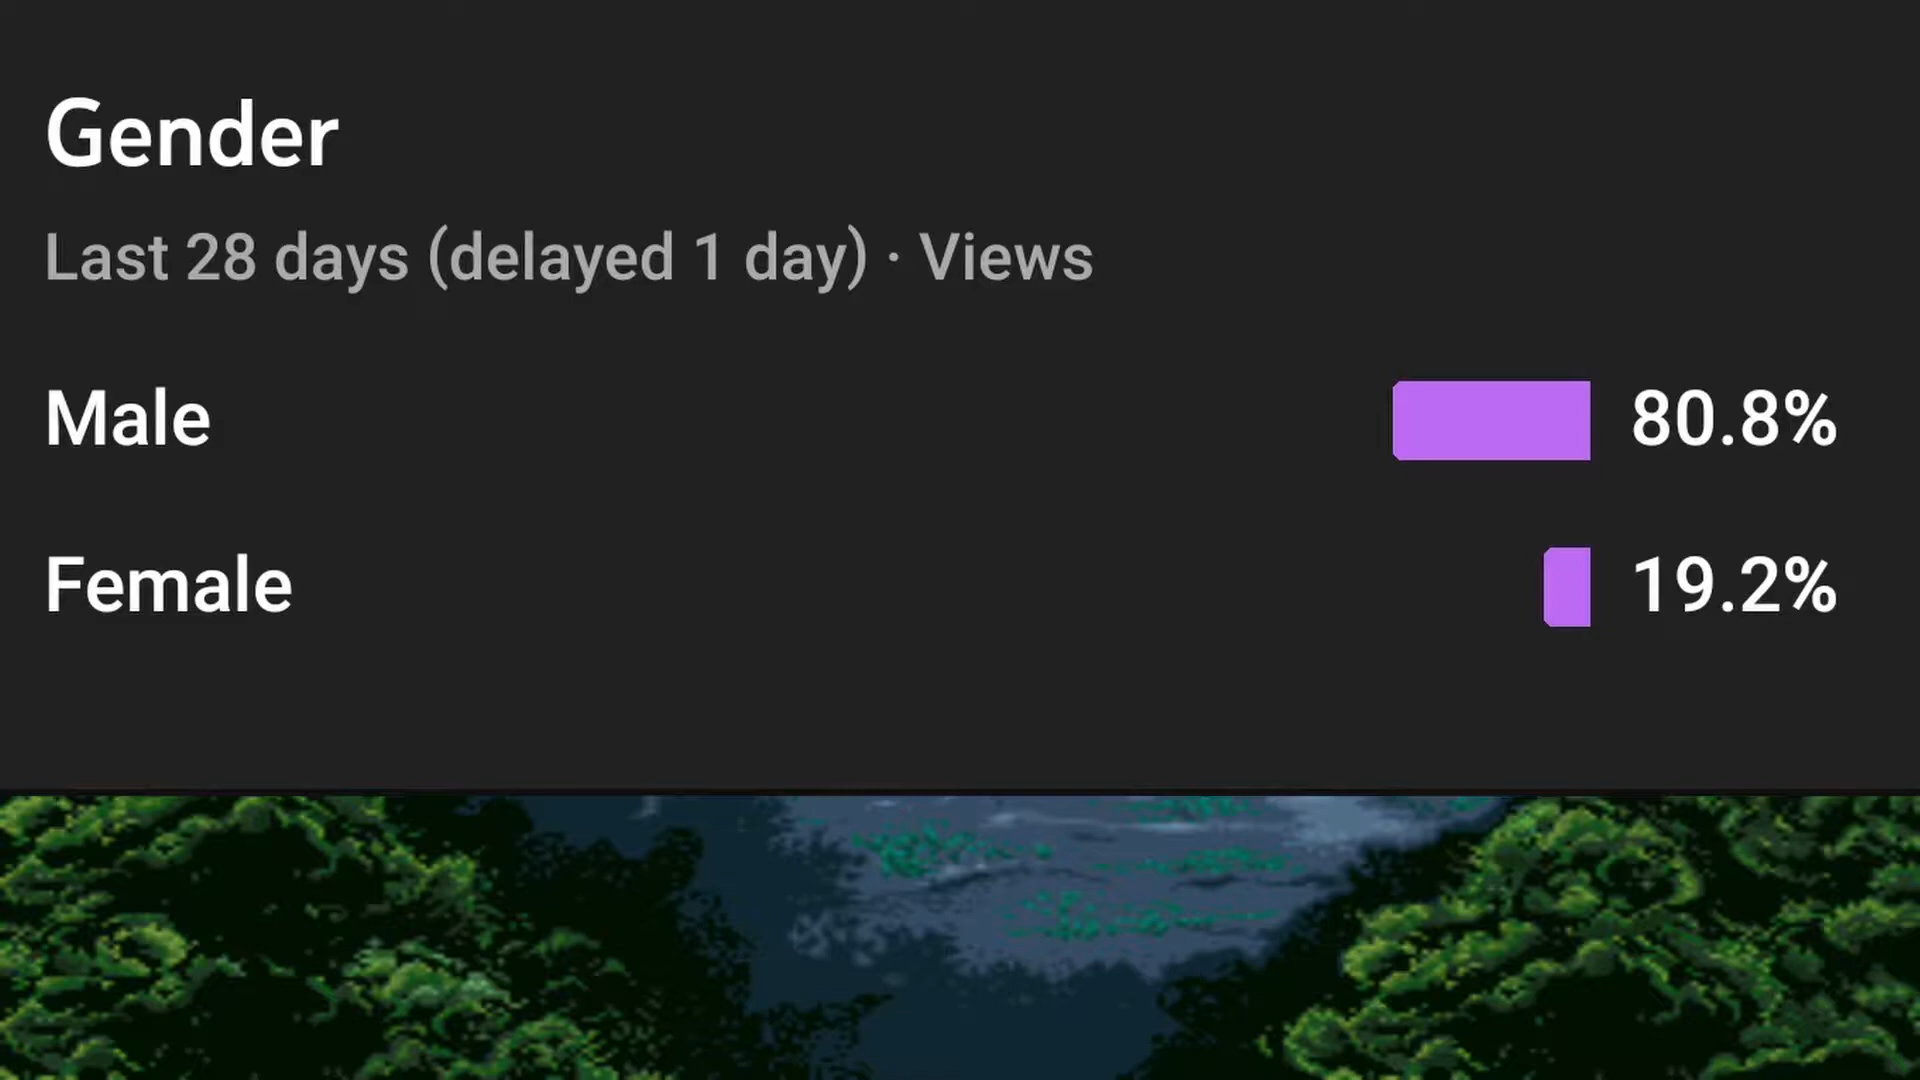 Gender
Last 28 days (delayed 1 day) · Views
Male 80.8%
Female 19.2%